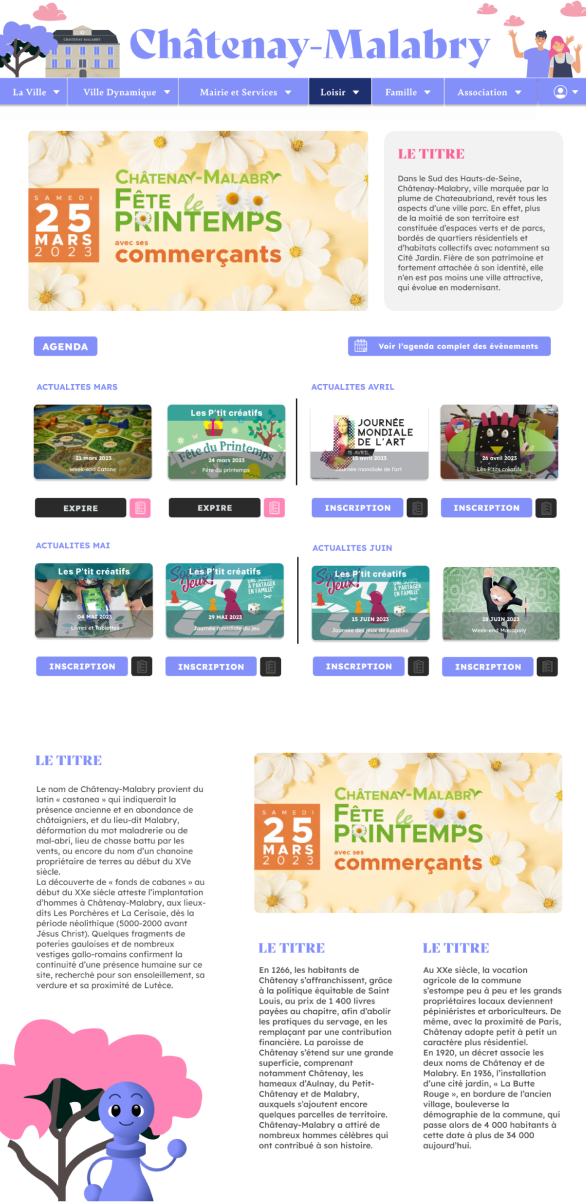 CHATENAY MALABRY
Châtenay-Malabry
La Ville
Ville Dynamique
Mairie et Services
Loisir
Famille
Association
SAMEDI
25
MARS
2023
CHÂTENAY-MALABRY
FÊTE le
PRINTEMPS
avec ses
commerçants
LE TITRE
Dans le Sud des Hauts-de-Seine,
Châtenay-Malabry, ville marquée par la
plume de Chateaubriand, revêt tous les
aspects d'une ville parc. En effet, plus
de la moitié de son territoire est
constituée d'espaces verts et de parcs,
bordés de quartiers résidentiels et
d'habitats collectifs avec notamment sa
Cité Jardin. Fière de son patrimoine et
fortement attachée à son identité, elle
n'en est pas moins une ville attractive,
qui évolue en modernisant.
AGENDA
Voir l'agenda complet des évènements
ACTUALITES MARS
23 mars 2023
Week-end Catane
EXPIRE
Les P'tit créatifs
Fête du Printemps
24 mars 2023
Fête du printemps
EXPIRE
ACTUALITES AVRIL
JOURNÉE
MONDIALE
DE L'ART
15 AVRIL
Journée mondiale de l'art
INSCRIPTION
26 avril 2023
Les P'tits créatifs
INSCRIPTION
ACTUALITES MAI
Les P'tit créatifs
04 MAI 2023
Livres et Tablettes
INSCRIPTION
Les P'tit créatifs
À PARTAGER
EN FAMILLE
29 MAI 2023
Journée mondiale du jeu
INSCRIPTION
ACTUALITES JUIN
Les P'tit créatifs
À PARTAGER
EN FAMILLE
15 JUIN 2023
Journée des jeux de sociétés
INSCRIPTION
JUIN 2023
Week-end Monopoly
INSCRIPTION
LE TITRE
Le nom de Châtenay-Malabry provient du
latin « castanea » qui indiquerait la
présence ancienne et en abondance de
châtaigniers, et du lieu-dit Malabry,
déformation du mot maladrerie ou de
mal-abri, lieu de chasse battu par les
vents, ou encore du nom d'un chanoine
propriétaire de terres au début du XVe
siècle.
La découverte de « fonds de cabanes » au
début du XXe siècle atteste l'implantation
d'hommes à Châtenay-Malabry, aux lieux-
dits Les Porchères et La Cerisaie, dès la
période néolithique (5000-2000 avant
Jésus Christ). Quelques fragments de
poteries gauloises et de nombreux
vestiges gallo-romains confirment la
continuité d'une présence humaine sur ce
site, recherché pour son ensoleillement, sa
verdure et sa proximité de Lutèce.
SAMEDI
25
MARS
2023
CHÂTENAY-MALABRY
FÊTE le
PRINTEMPS
avec ses
commerçants
LE TITRE
En 1266, les habitants de
Châtenay s'affranchissent, grâce
à la politique équitable de Saint
Louis, au prix de 1 400 livres
payées au chapitre, afin d'abolir
les pratiques du servage, en les
remplaçant par une contribution
financière. La paroisse de
Châtenay s'étend sur une grande
superficie, comprenant
notamment Châtenay, les
hameaux d'Aulnay, du Petit-
Châtenay et de Malabry,
auxquels s'ajoutent encore
quelques parcelles de territoire.
Châtenay-Malabry a attiré de
nombreux hommes célèbres qui
ont contribué à son histoire.
LE TITRE
Au XXe siècle, la vocation
agricole de la commune
s'estompe peu à peu et les grands
propriétaires locaux deviennent
pépiniéristes et arboriculteurs. De
même, avec la proximité de Paris,
Châtenay adopte petit à petit un
caractère plus résidentiel.
En 1920, un décret associe les
deux noms de Châtenay et de
Malabry. En 1936, l'installation
d'une cité jardin, « La Butte
Rouge », en bordure de l'ancien
village, bouleverse la
démographie de la commune, qui
passe alors de 4 000 habitants à
cette date à plus de 34 000
aujourd'hui.